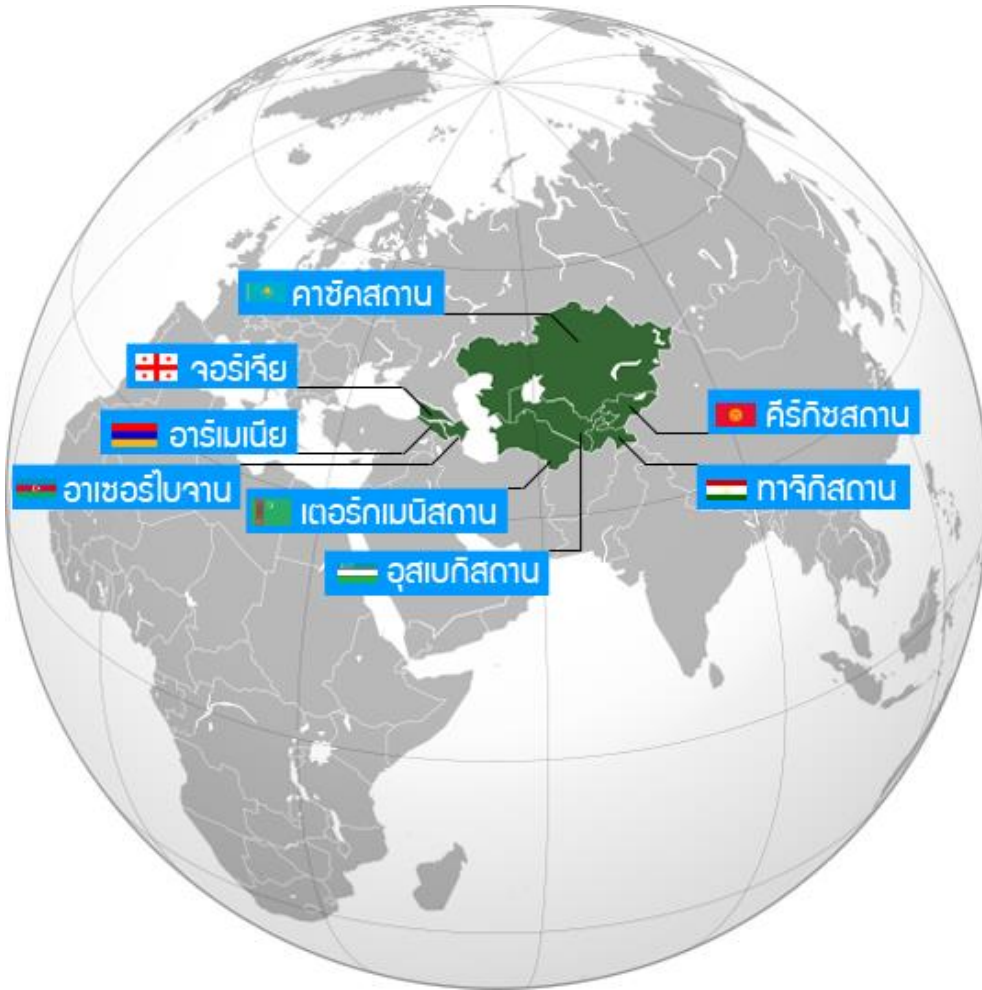 คาซัคสถาน
จอร์เจีย
อาร์เมเนีย
คีร์กิซสถาน
อาเซอร์ไบจาน
ทาจิกิสถาน
เตอร์กเมนิสถาน
อุสเบกิสถาน